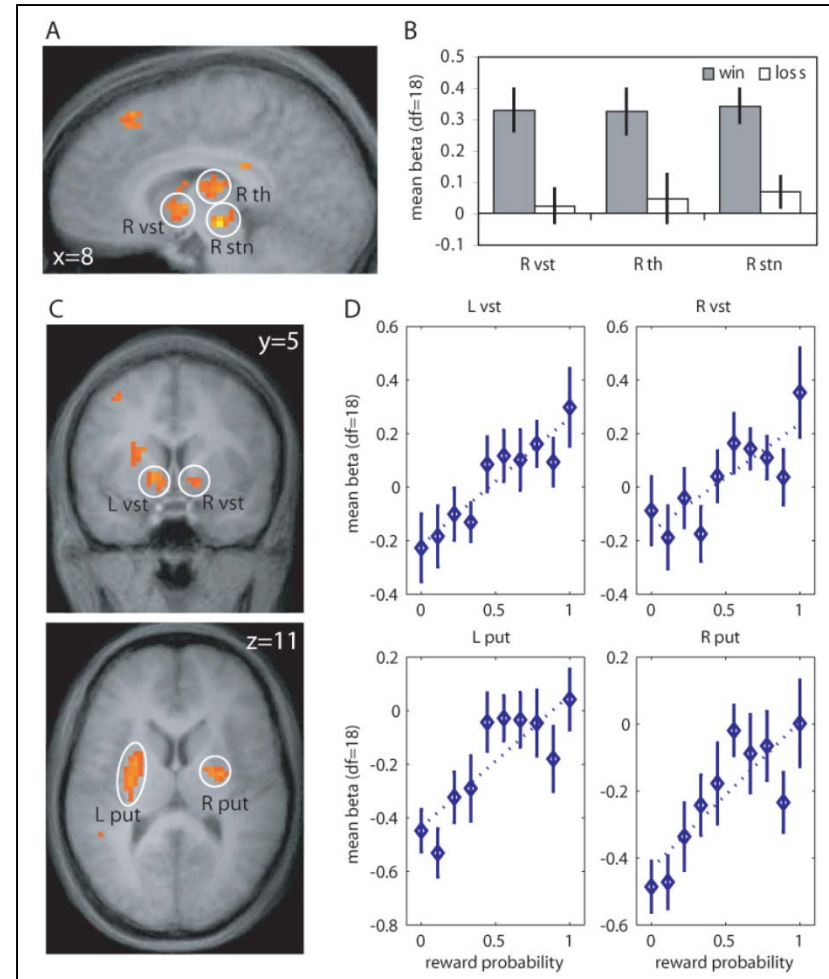 A
R th
R vst
R stn
x=8
B
mean beta (df=18)
0.5
0.4
0.3
0.2
0.1
0
-0.1
win
loss
R vst
R th
R stn
C
y=5
L vst
R vst
z=11
L put
R put
D
L vst
mean beta (df=18)
0.6
0.4
0.2
0
-0.2
-0.4
0
0.5
1
R vst
0.6
0.4
0.2
0
-0.2
-0.4
0
0.5
1
L put
mean beta (df=18)
0.2
0
-0.2
-0.4
-0.6
-0.8
0
0.5
1
reward probability
R put
0.2
0
-0.2
-0.4
-0.6
0
0.5
1
reward probability